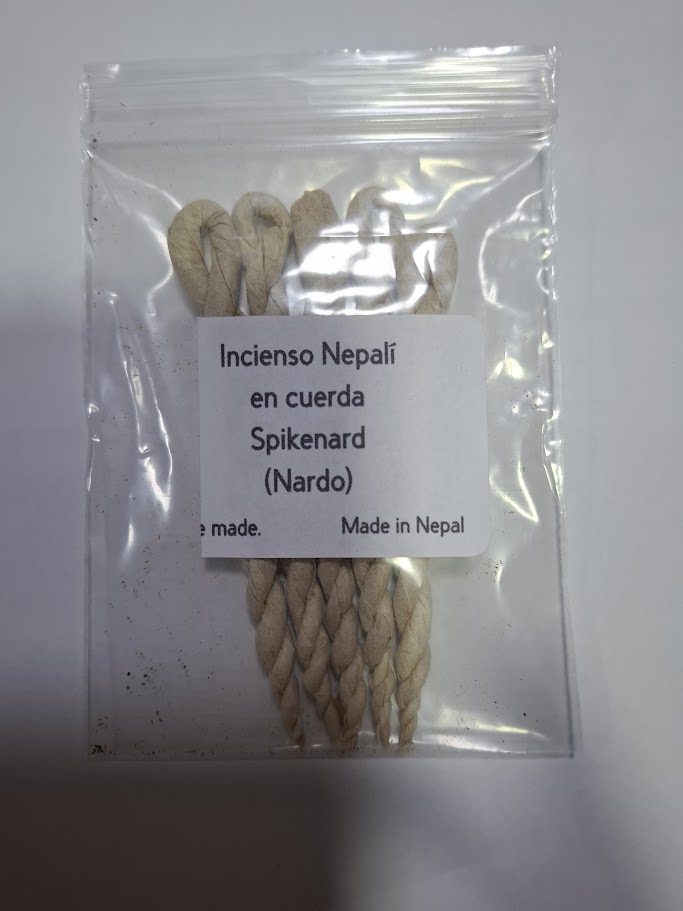 Incienso Nepalí
en cuerda
Spikenard
(Nardo)
e made. Made in Nepal